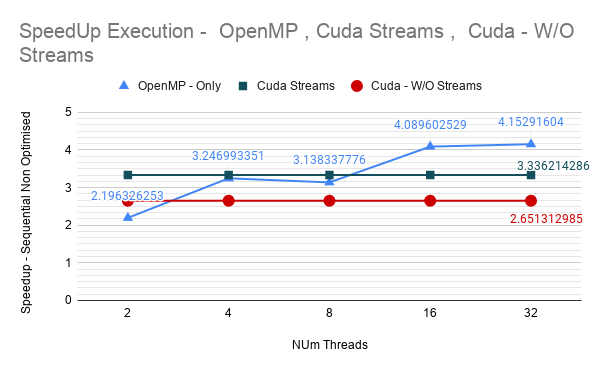 SpeedUp Execution -  OpenMP , Cuda Streams ,  Cuda - W/O
Streams
OpenMP - Only
Cuda Streams
Cuda - W/O Streams
Speedup - Sequential Non Optimised
5
4
3
2
1
0
2.196326253
3.246993351
3.138337776
4.089602529
4.15291604
3.336214286
2.651312985
2
4
8
16
32
NUm Threads